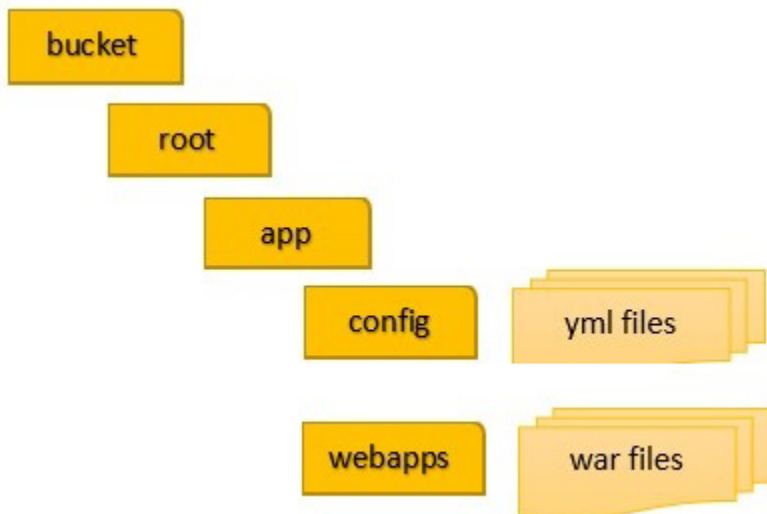 bucket
root
app
config
yml files
webapps
war files